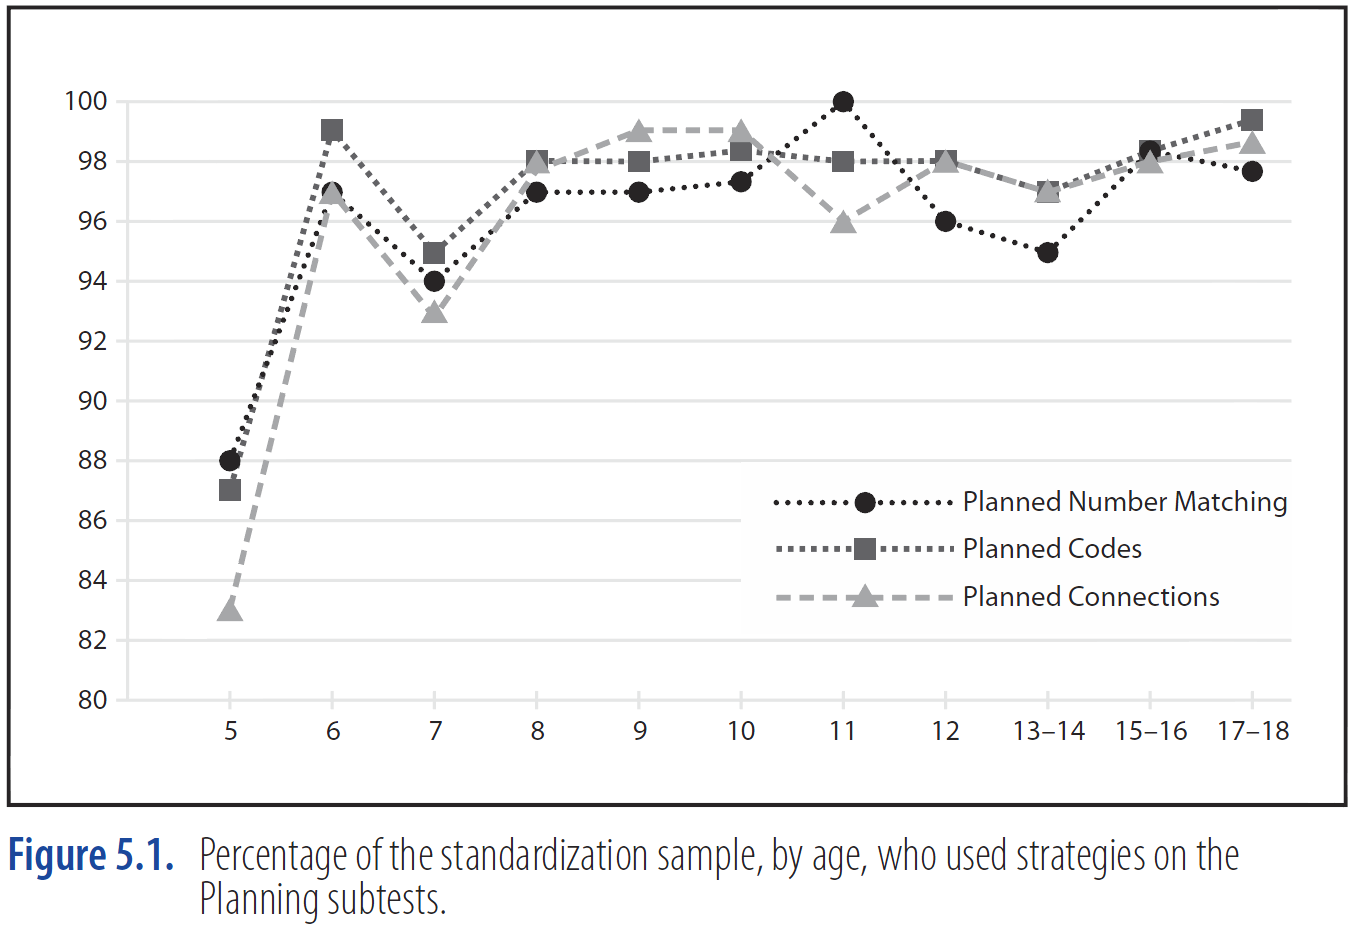 100
98
96
94
92
90
88
86
84
82
80
5 6 7 8 9 10 11 12 13–14 15–16 17–18
Planned Number Matching
Planned Codes
Planned Connections
Figure 5.1. Percentage of the standardization sample, by age, who used strategies on the
Planning subtests.